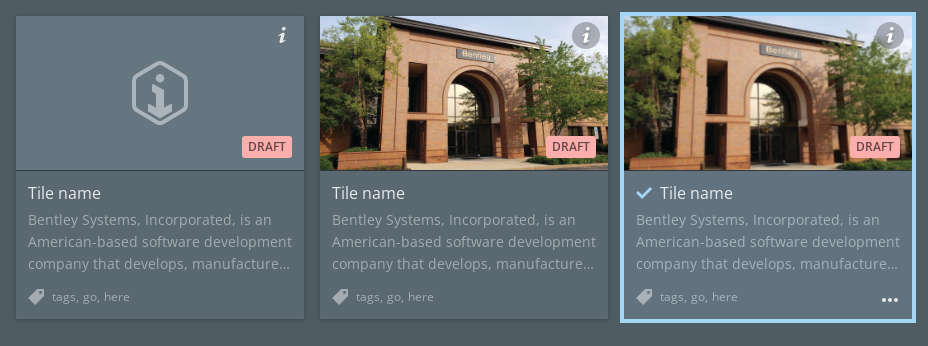 DRAFT
Tile name
Bentley Systems, Incorporated, is an
American-based software development
company that develops, manufacture...
tags, go, here
Bentley
DRAFT
Tile name
Bentley Systems, Incorporated, is an
American-based software development
company that develops, manufacture...
tags, go, here
Bentley
DRAFT
Tile name
Bentley Systems, Incorporated, is an
American-based software development
company that develops, manufacture...
tags, go, here